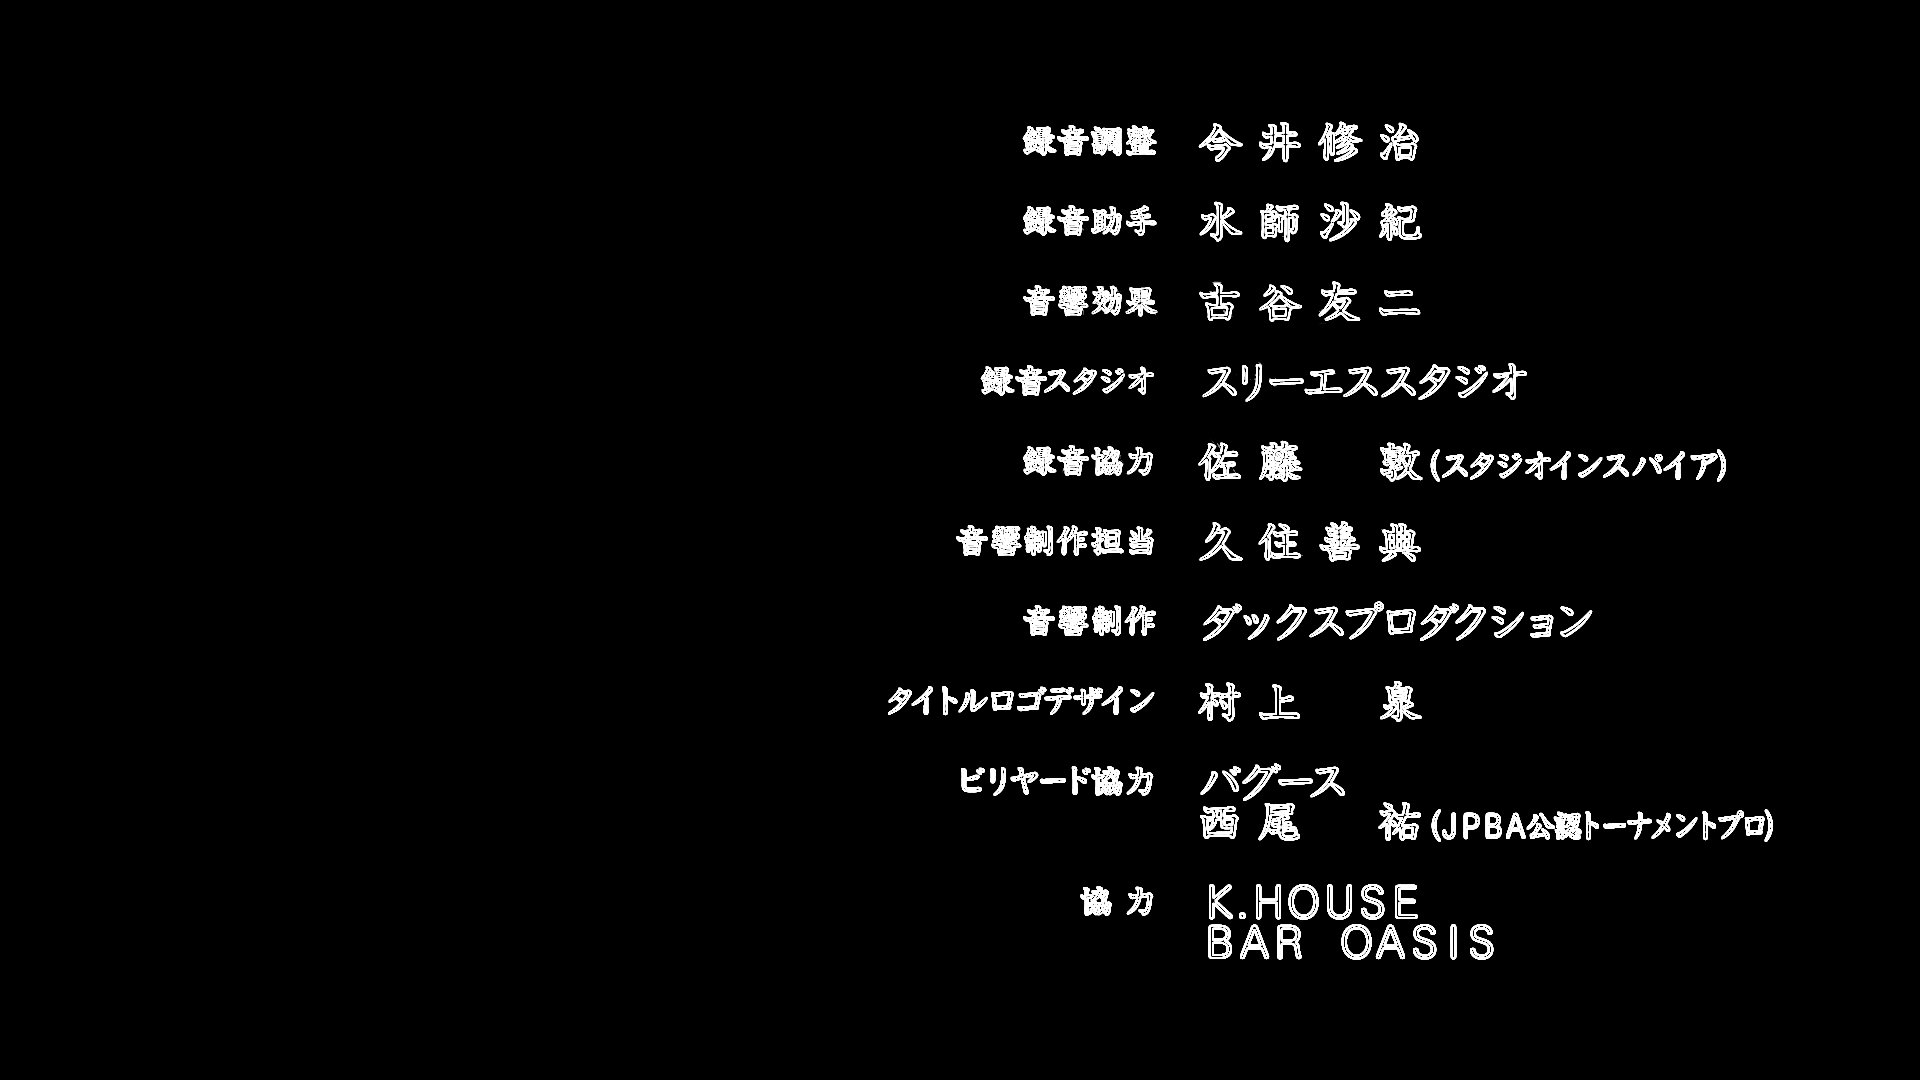 録音調整 今井修治
録音助手 水師沙紀
音響効果 古谷友二
録音スタジオ スリーエススタジオ
録音協力 佐藤 敦(スタジオインスパイア)
音響制作担当 久住善典
音響制作 ダックスプロダクション
タイトルロゴデザイン 村上 泉
ビリヤード協力 バグース
西尾 祐(JPBA公認トーナメントプロ)
協力 K.HOUSE
BAR OASIS